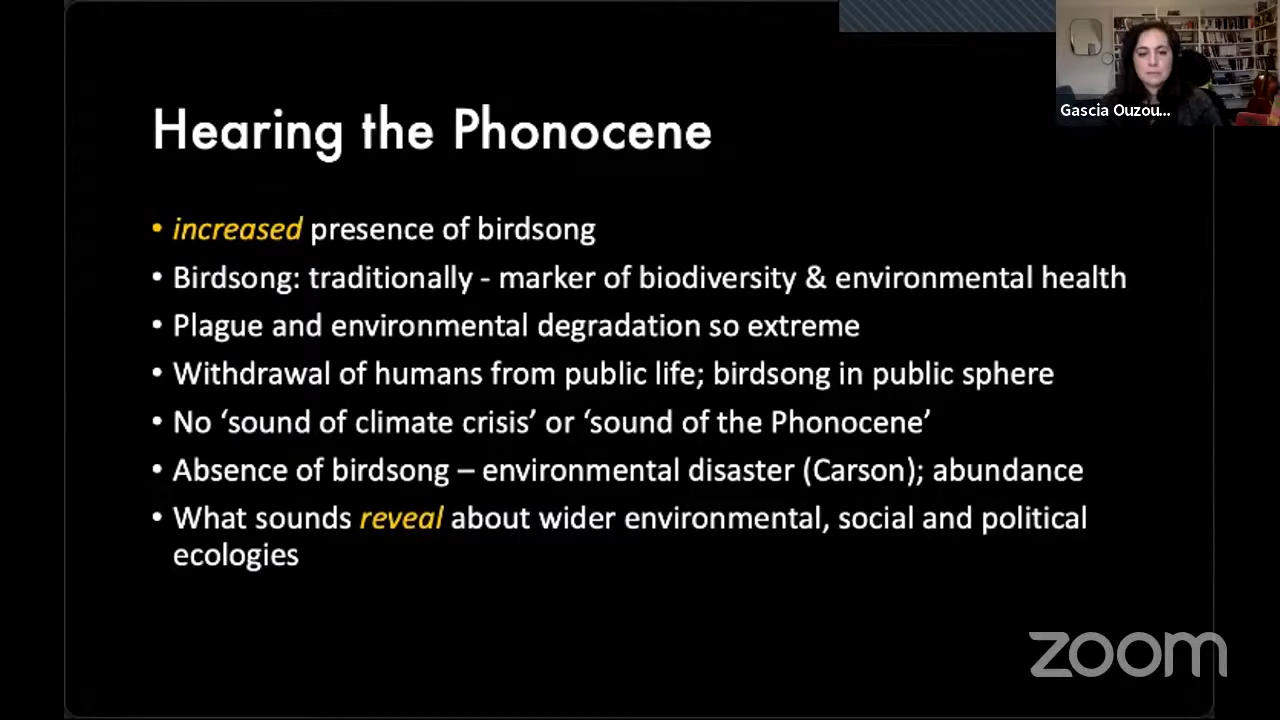 Gascia Ouzou...
Hearing the Phonocene
• increased presence of birdsong
• Birdsong: traditionally - marker of biodiversity & environmental health
• Plague and environmental degradation so extreme
• Withdrawal of humans from public life; birdsong in public sphere
• No ‘sound of climate crisis’ or ‘sound of the Phonocene’
• Absence of birdsong – environmental disaster (Carson); abundance
• What sounds reveal about wider environmental, social and political
ecologies
zoom